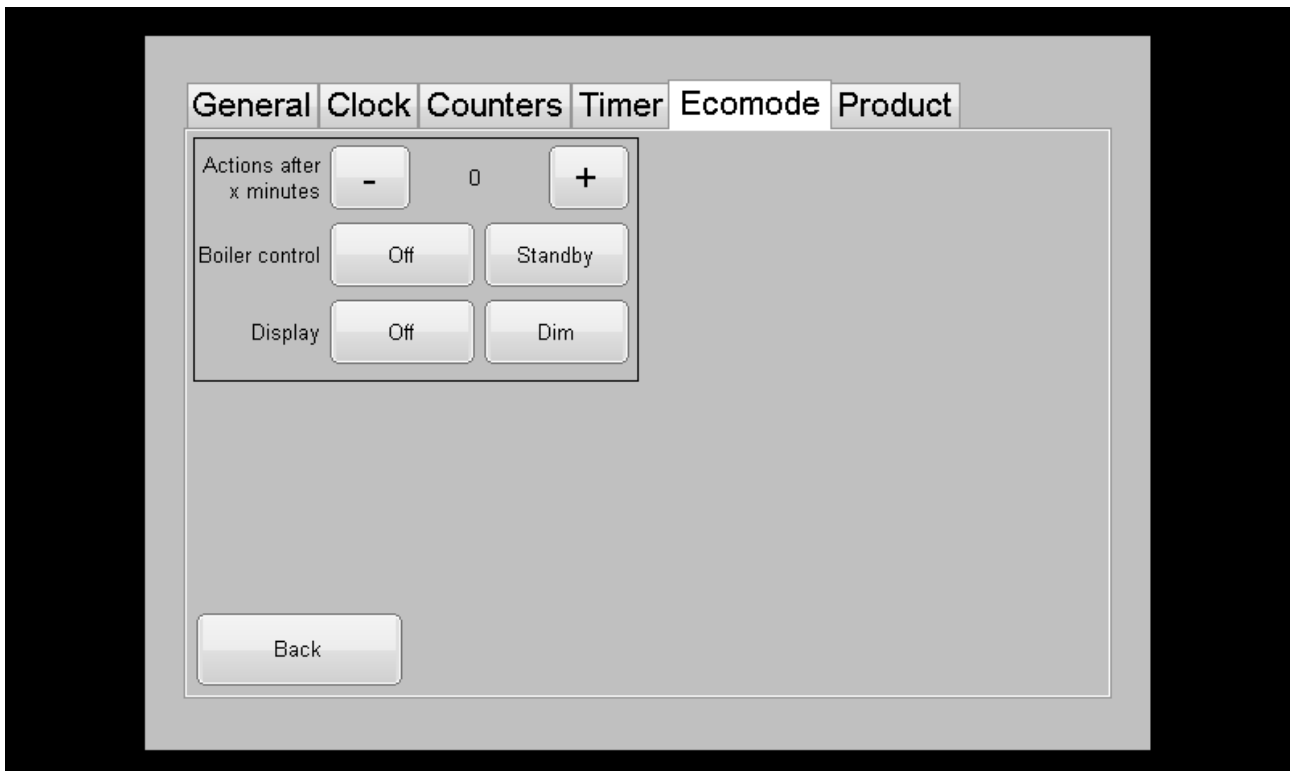 General Clock Counters Timer Ecomode Product
Actions after
x minutes
- 0 +
Boiler control Off Standby
Display Off Dim
Back